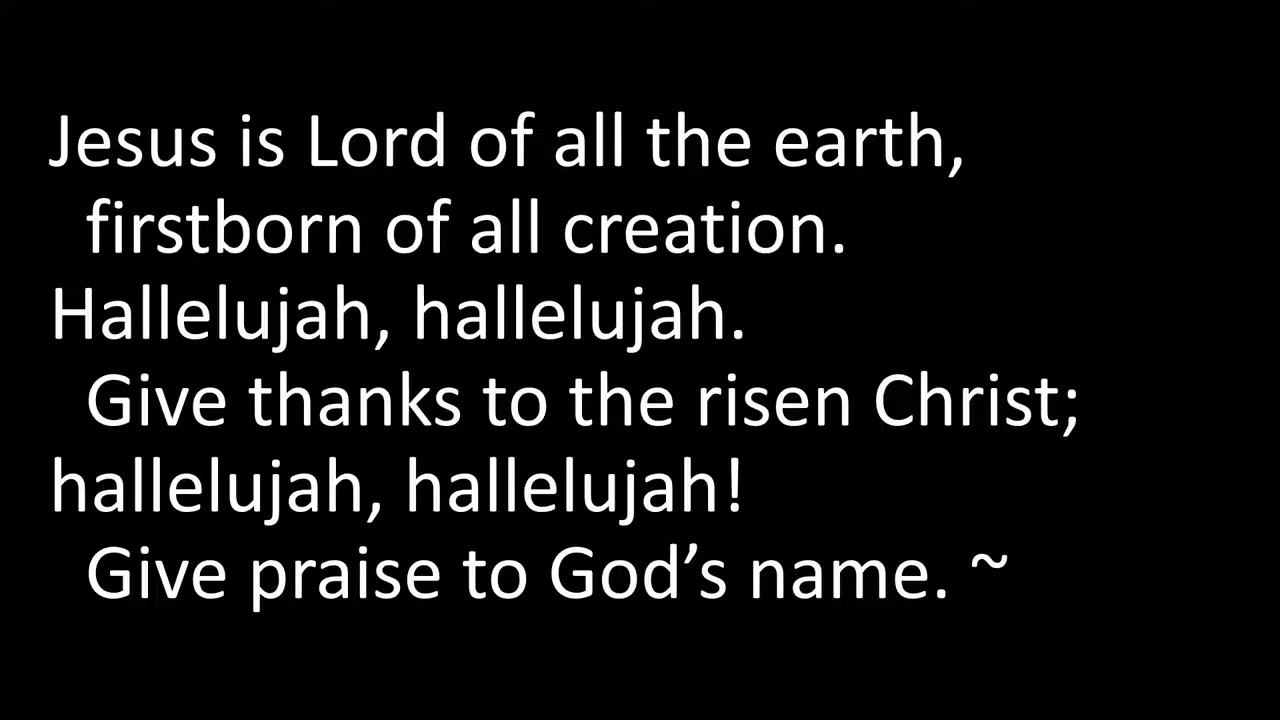 Jesus is Lord of all the earth,
firstborn of all creation.
Hallelujah, hallelujah.
Give thanks to the risen Christ;
hallelujah, hallelujah!
Give praise to God’s name. ~